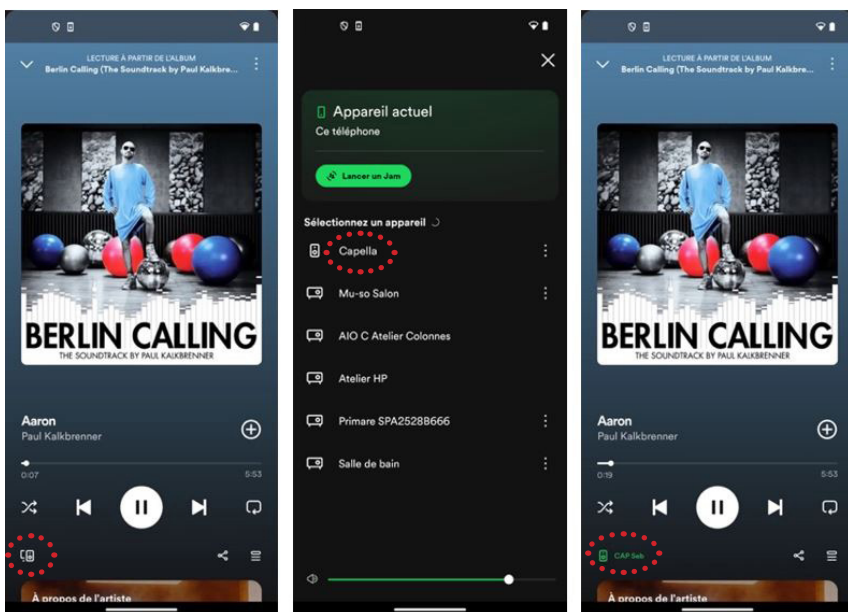 LECTURE À PARTIR DE L'ALBUM
Berlin Calling (The Soundtrack by Paul Kalkbre...
BERLIN CALLING
THE SOUNDTRACK BY PAUL KALKBRENNER
Aaron
Paul Kalkbrenner
0:07
5:53
À propos de l'artiste
Appareil actuel
Ce téléphone
Lancer un Jam
Sélectionnez un appareil
Capella
Mu-so Salon
AIO C Atelier Colonnes
Atelier HP
Primare SPA2528B666
Salle de bain
LECTURE À PARTIR DE L'ALBUM
Berlin Calling (The Soundtrack by Paul Kalkbre...
BERLIN CALLING
THE SOUNDTRACK BY PAUL KALKBRENNER
Aaron
Paul Kalkbrenner
0:19
5:53
CAP Seb
À propos de l'artiste